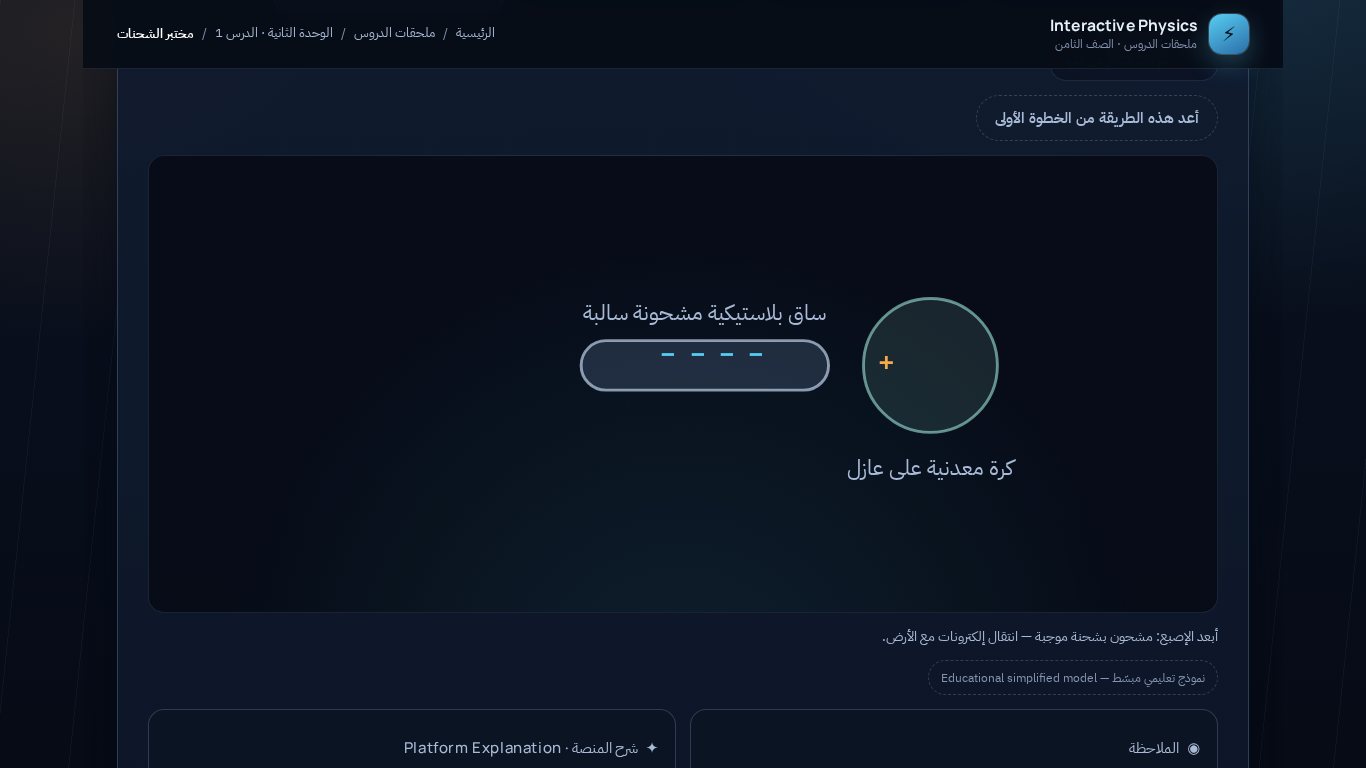 Interactive Physics
ملحقات الدروس · الصف الثامن
الرئيسية / ملحقات الدروس / الوحدة الثانية · الدرس 1 / مختبر الشحنات
أعد هذه الطريقة من الخطوة الأولى
ساق بلاستيكية مشحونة سالبة
− − − −
+
كرة معدنية على عازل
أبعد الإصبع: مشحون بشحنة موجبة — انتقال إلكترونات مع الأرض.
نموذج تعليمي مبسّط — Educational simplified model
◉ الملاحظة
✦ شرح المنصة · Platform Explanation